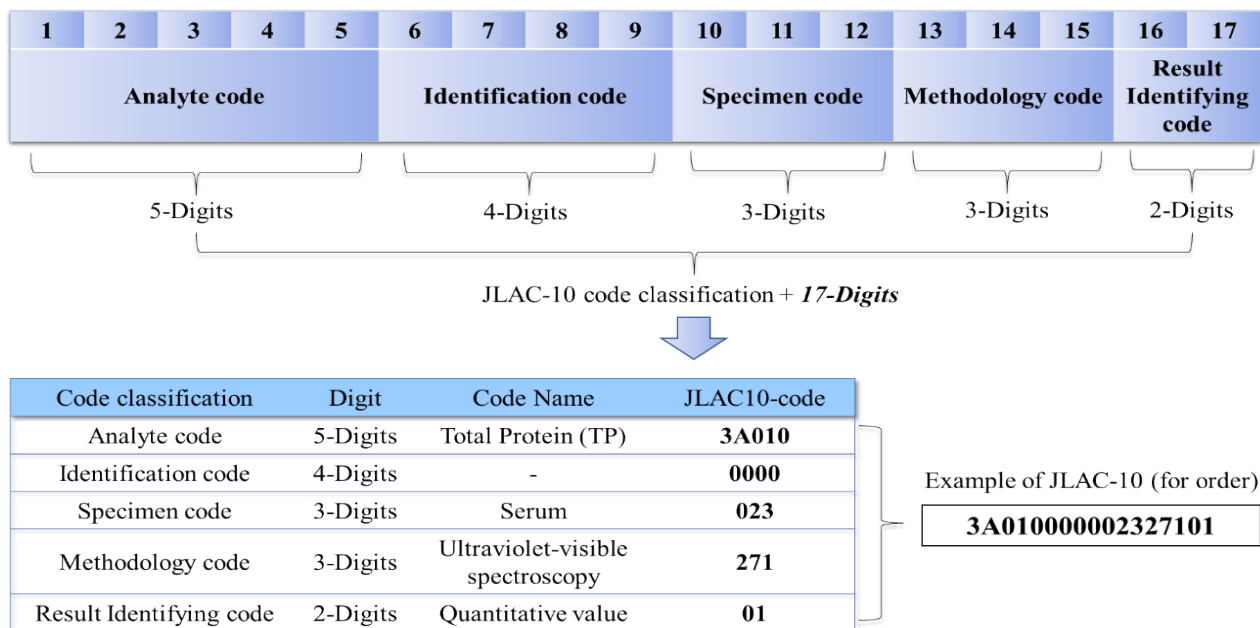 1 2 3 4 5 6 7 8 9 10 11 12 13 14 15 16 17
Analyte code Identification code Specimen code Methodology code Result Identifying code
5-Digits 4-Digits 3-Digits 3-Digits 2-Digits
JLAC-10 code classification + 17-Digits
Code classification Digit Code Name JLAC10-code
Analyte code 5-Digits Total Protein (TP) 3A010
Identification code 4-Digits - 0000
Specimen code 3-Digits Serum 023
Methodology code 3-Digits Ultraviolet-visible spectroscopy 271
Result Identifying code 2-Digits Quantitative value 01
Example of JLAC-10 (for order)
3A010000002327101